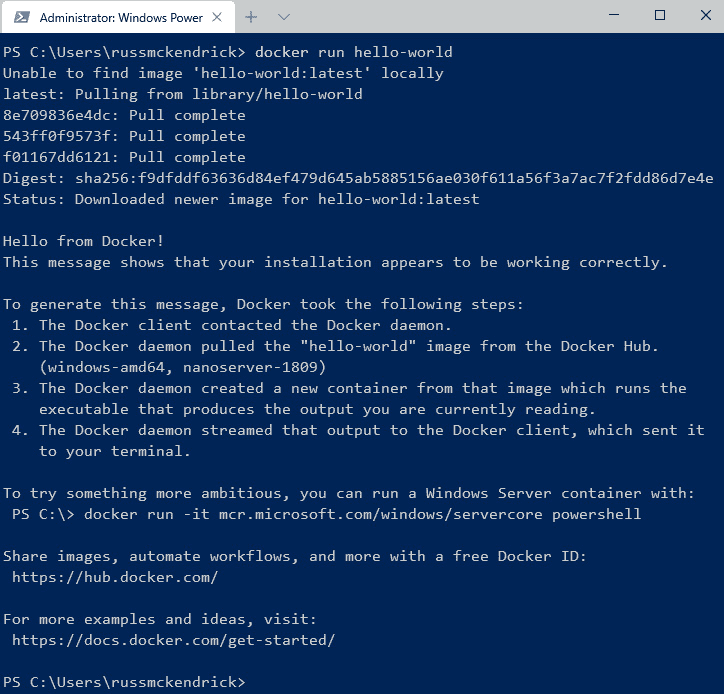 Administrator: Windows Power
PS C:\Users\russmckendrick> docker run hello-world
Unable to find image 'hello-world:latest' locally
latest: Pulling from library/hello-world
8e709836e4dc: Pull complete
543ff0f9573f: Pull complete
f01167dd6121: Pull complete
Digest: sha256:f9dfddf63636d84ef479d645ab5885156ae030f611a56f3a7ac7f2fdd86d7e4e
Status: Downloaded newer image for hello-world:latest

Hello from Docker!
This message shows that your installation appears to be working correctly.

To generate this message, Docker took the following steps:
 1. The Docker client contacted the Docker daemon.
 2. The Docker daemon pulled the "hello-world" image from the Docker Hub.
    (windows-amd64, nanoserver-1809)
 3. The Docker daemon created a new container from that image which runs the
    executable that produces the output you are currently reading.
 4. The Docker daemon streamed that output to the Docker client, which sent it
    to your terminal.

To try something more ambitious, you can run a Windows Server container with:
 PS C:\> docker run -it mcr.microsoft.com/windows/servercore powershell

Share images, automate workflows, and more with a free Docker ID:
 https://hub.docker.com/

For more examples and ideas, visit:
 https://docs.docker.com/get-started/

PS C:\Users\russmckendrick>